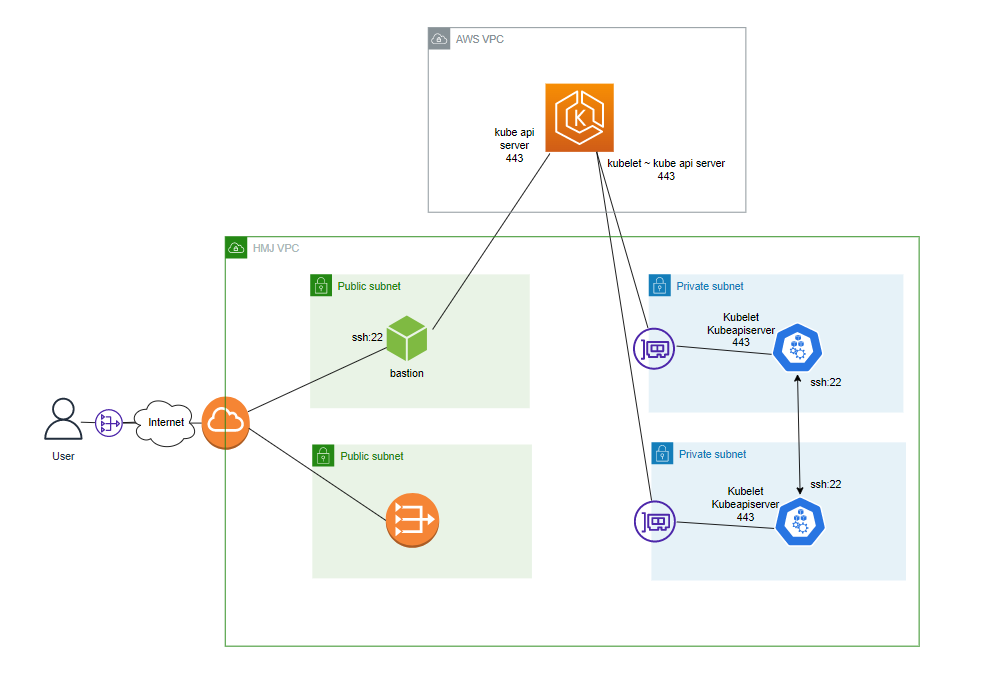 AWS VPC
K
kube api
server
443
kubelet ~ kube api server
443
HMJ VPC
Public subnet
ssh:22
bastion
Private subnet
Kubelet
Kubeapiserver
443
ssh:22
User
Internet
Public subnet
Private subnet
ssh:22
Kubelet
Kubeapiserver
443